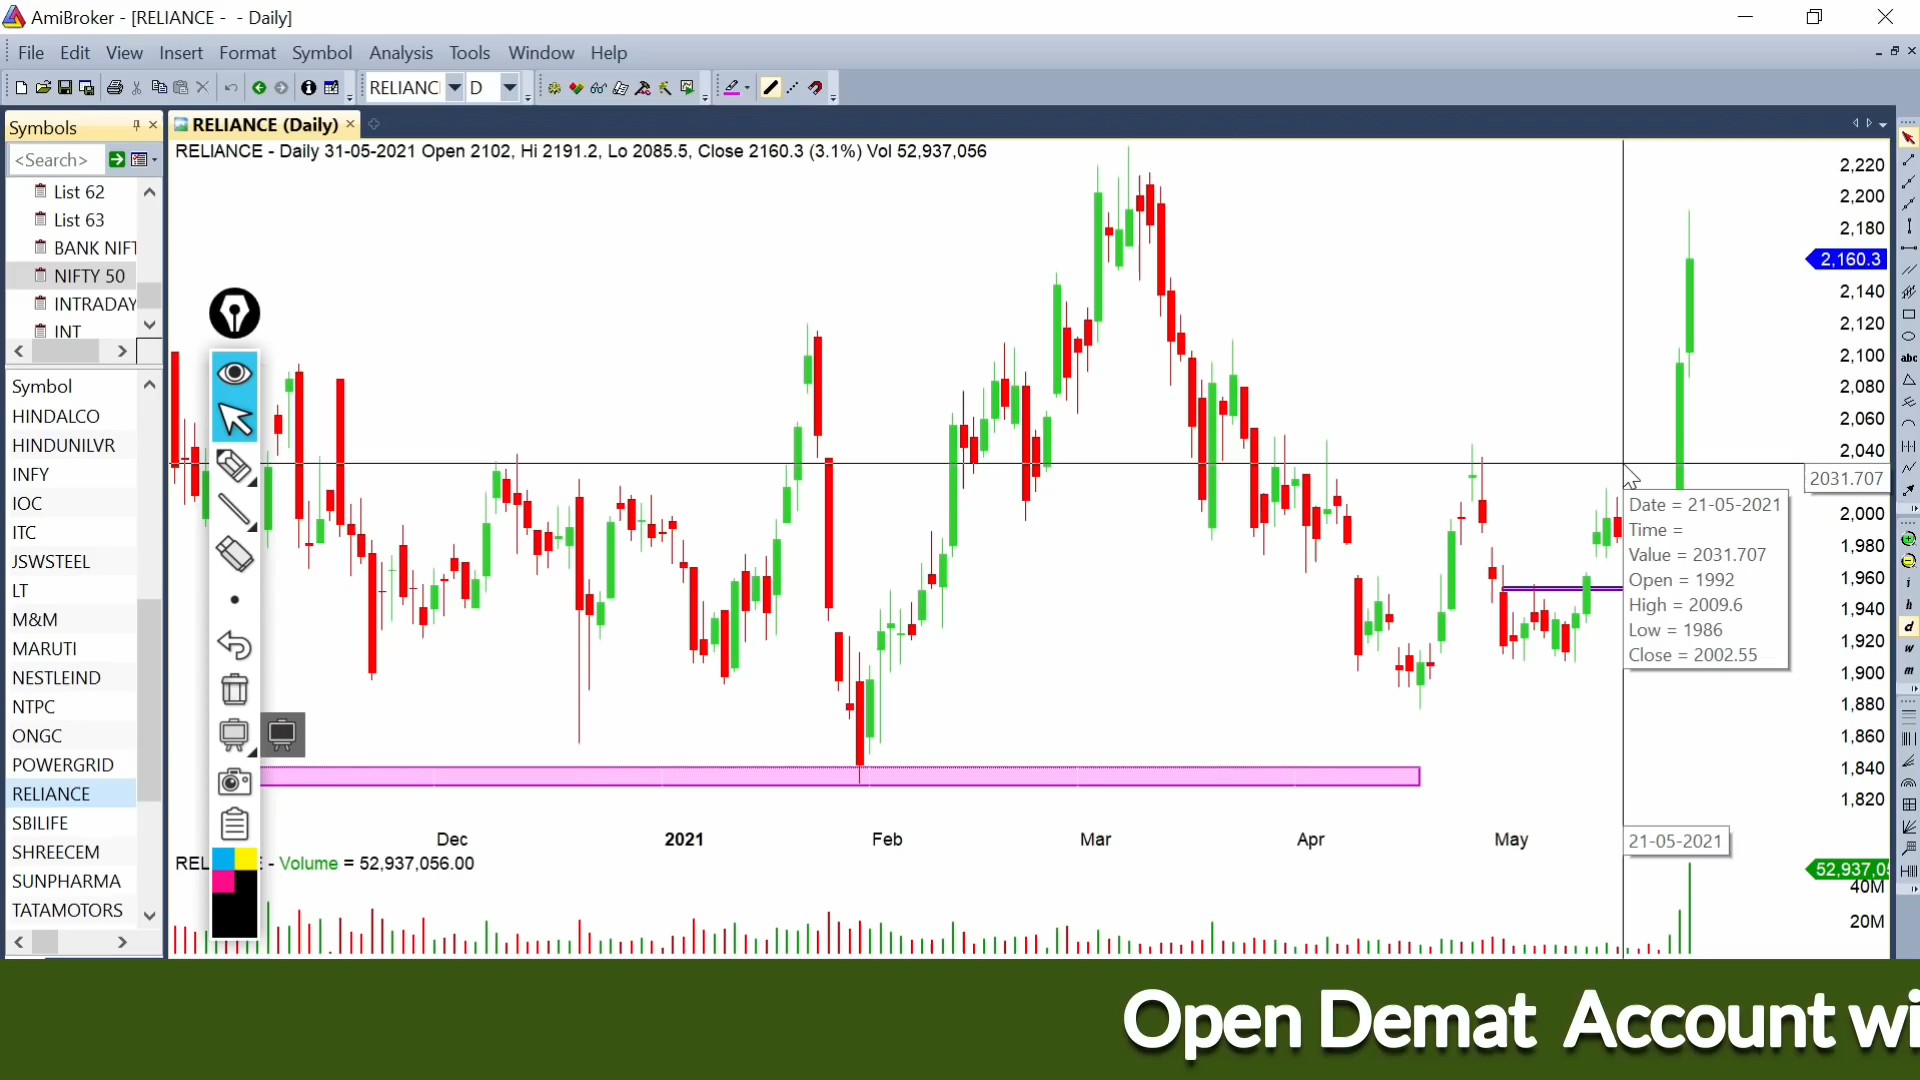 AmiBroker - [RELIANCE -  - Daily]
File Edit View Insert Format Symbol Analysis Tools Window Help
RELIANC D
Symbols
RELIANCE (Daily)
<Search>
RELIANCE - Daily 31-05-2021 Open 2102, Hi 2191.2, Lo 2085.5, Close 2160.3 (3.1%) Vol 52,937,056
List 62
List 63
BANK NIFT
NIFTY 50
INTRADAY
INT
Symbol
HINDALCO
HINDUNILVR
INFY
IOC
ITC
JSWSTEEL
LT
M&M
MARUTI
NESTLEIND
NTPC
ONGC
POWERGRID
RELIANCE
SBILIFE
SHREECEM
SUNPHARMA
TATAMOTORS
2,220
2,200
2,180
2,160.3
2,140
2,120
2,100
2,080
2,060
2,040
2031.707
2,000
1,980
1,960
1,940
1,920
1,900
1,880
1,860
1,840
1,820
Date = 21-05-2021
Time =
Value = 2031.707
Open = 1992
High = 2009.6
Low = 1986
Close = 2002.55
Dec 2021 Feb Mar Apr May 21-05-2021
REL E - Volume = 52,937,056.00
52,937,05
40M
20M
abc
i
h
d
w
m
Open Demat Account wi